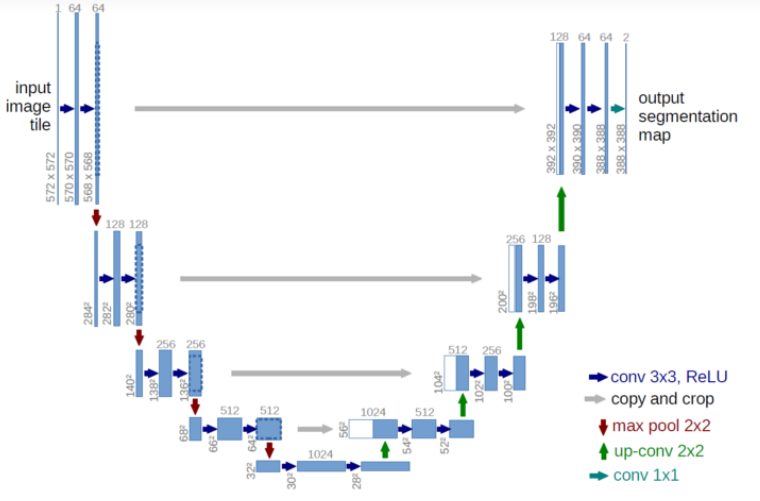 1 64 64
input
image
tile
572 x 572
570 x 570
568 x 568
128 64 64 2
output
segmentation
map
392 x 392
390 x 390
388 x 388
388 x 388
128 128
284²
282²
280²
256 128
200²
198²
196²
256 256
140²
138²
136²
512 256
104²
102²
100²
512 512
68²
66²
64²
1024 512
56²
54²
52²
1024
32²
30²
28²
conv 3x3, ReLU
copy and crop
max pool 2x2
up-conv 2x2
conv 1x1